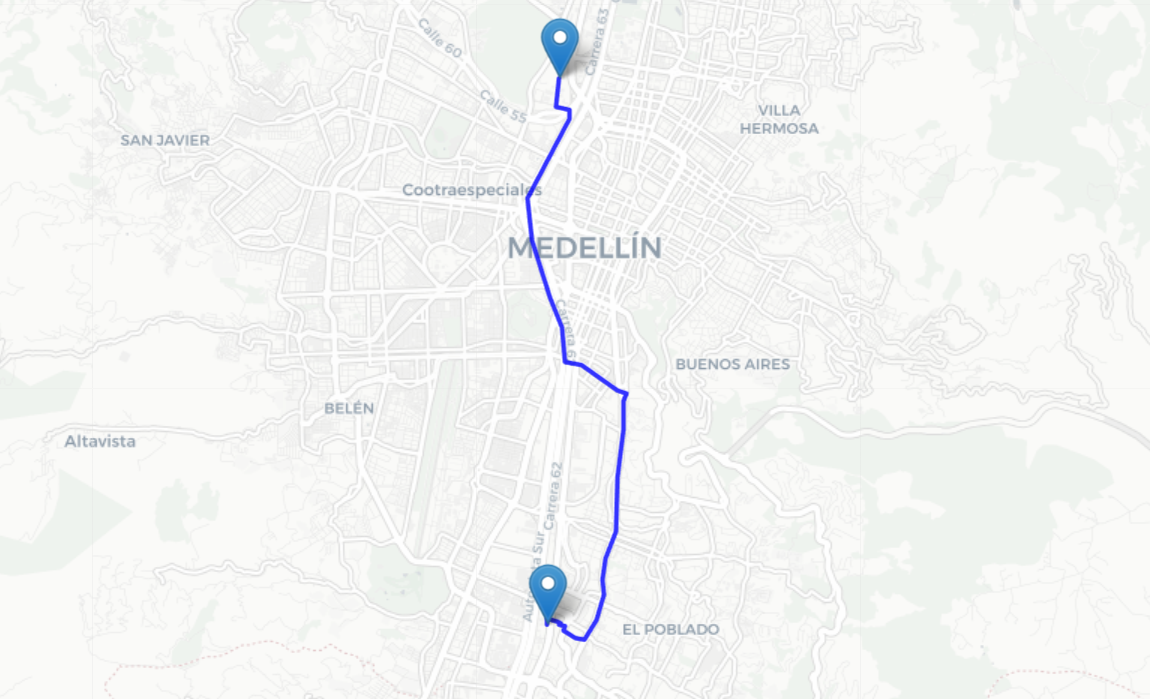 Calle 60
Carrera 63
Calle 55
VILLA
HERMOSA
SAN JAVIER
Cootraespeciales
MEDELLÍN
Carrera 6
BUENOS AIRES
BELÉN
Altavista
Carrera 62
Sur
EL POBLADO